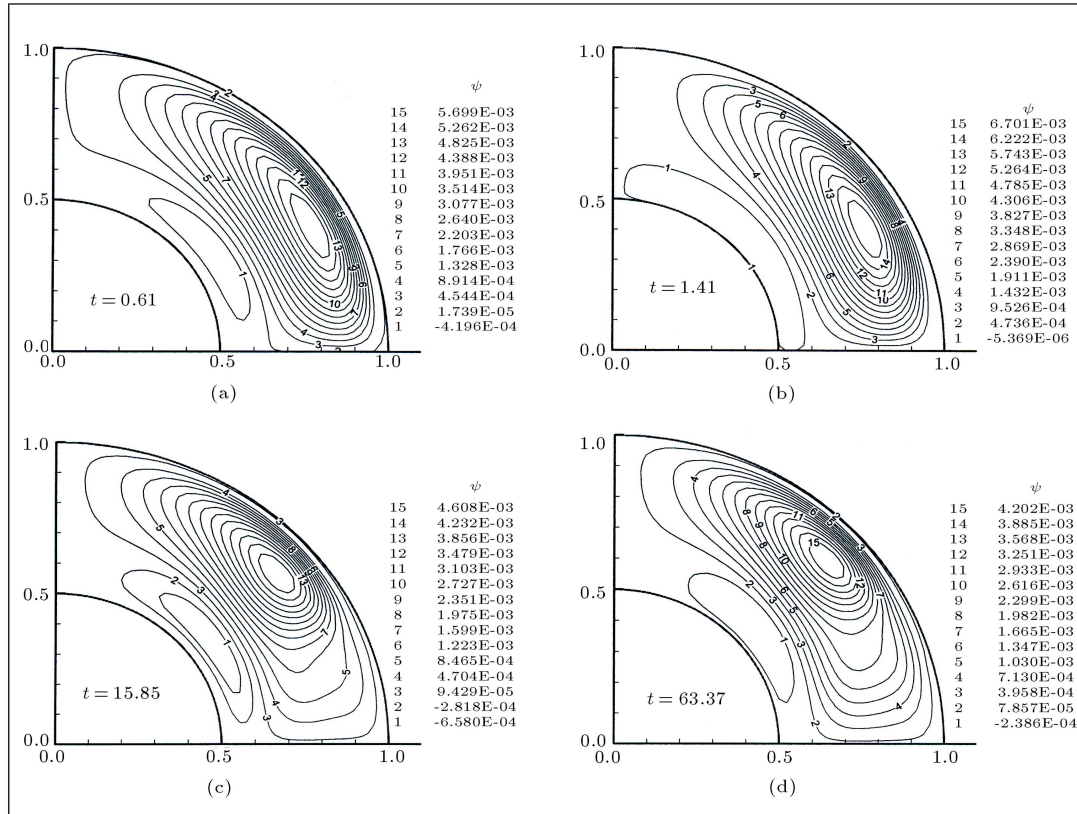 1.0
0.5
0.0
0.5
1.0
t = 0.61
(a)
ψ
15 5.699E-03
14 5.262E-03
13 4.825E-03
12 4.388E-03
11 3.951E-03
10 3.514E-03
9 3.077E-03
8 2.640E-03
7 2.203E-03
6 1.766E-03
5 1.328E-03
4 8.914E-04
3 4.544E-04
2 1.739E-05
1 -4.196E-04
1.0
0.5
0.0
0.5
1.0
t = 1.41
(b)
ψ
15 6.701E-03
14 6.222E-03
13 5.743E-03
12 5.264E-03
11 4.785E-03
10 4.306E-03
9 3.827E-03
8 3.348E-03
7 2.869E-03
6 2.390E-03
5 1.911E-03
4 1.432E-03
3 9.526E-04
2 4.736E-04
1 -5.369E-06
1.0
0.5
0.0
0.5
1.0
t = 15.85
(c)
ψ
15 4.608E-03
14 4.232E-03
13 3.856E-03
12 3.479E-03
11 3.103E-03
10 2.727E-03
9 2.351E-03
8 1.975E-03
7 1.599E-03
6 1.223E-03
5 8.465E-04
4 4.704E-04
3 9.429E-05
2 -2.818E-04
1 -6.580E-04
1.0
0.5
0.0
0.5
1.0
t = 63.37
(d)
ψ
15 4.202E-03
14 3.885E-03
13 3.568E-03
12 3.251E-03
11 2.933E-03
10 2.616E-03
9 2.299E-03
8 1.982E-03
7 1.665E-03
6 1.347E-03
5 1.030E-03
4 7.130E-04
3 3.958E-04
2 7.857E-05
1 -2.386E-04